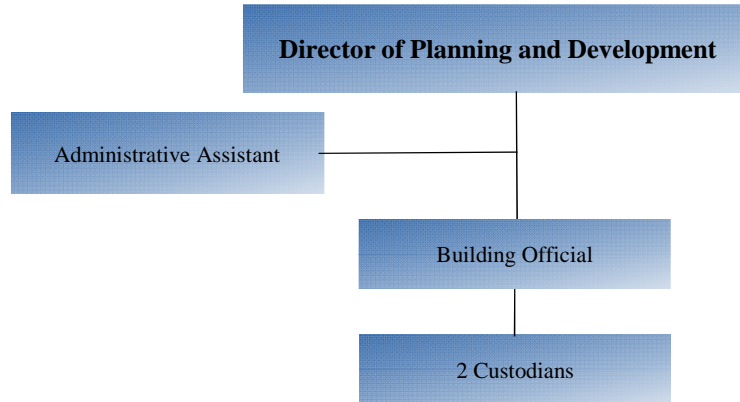 Director of Planning and Development
Administrative Assistant
Building Official
2 Custodians